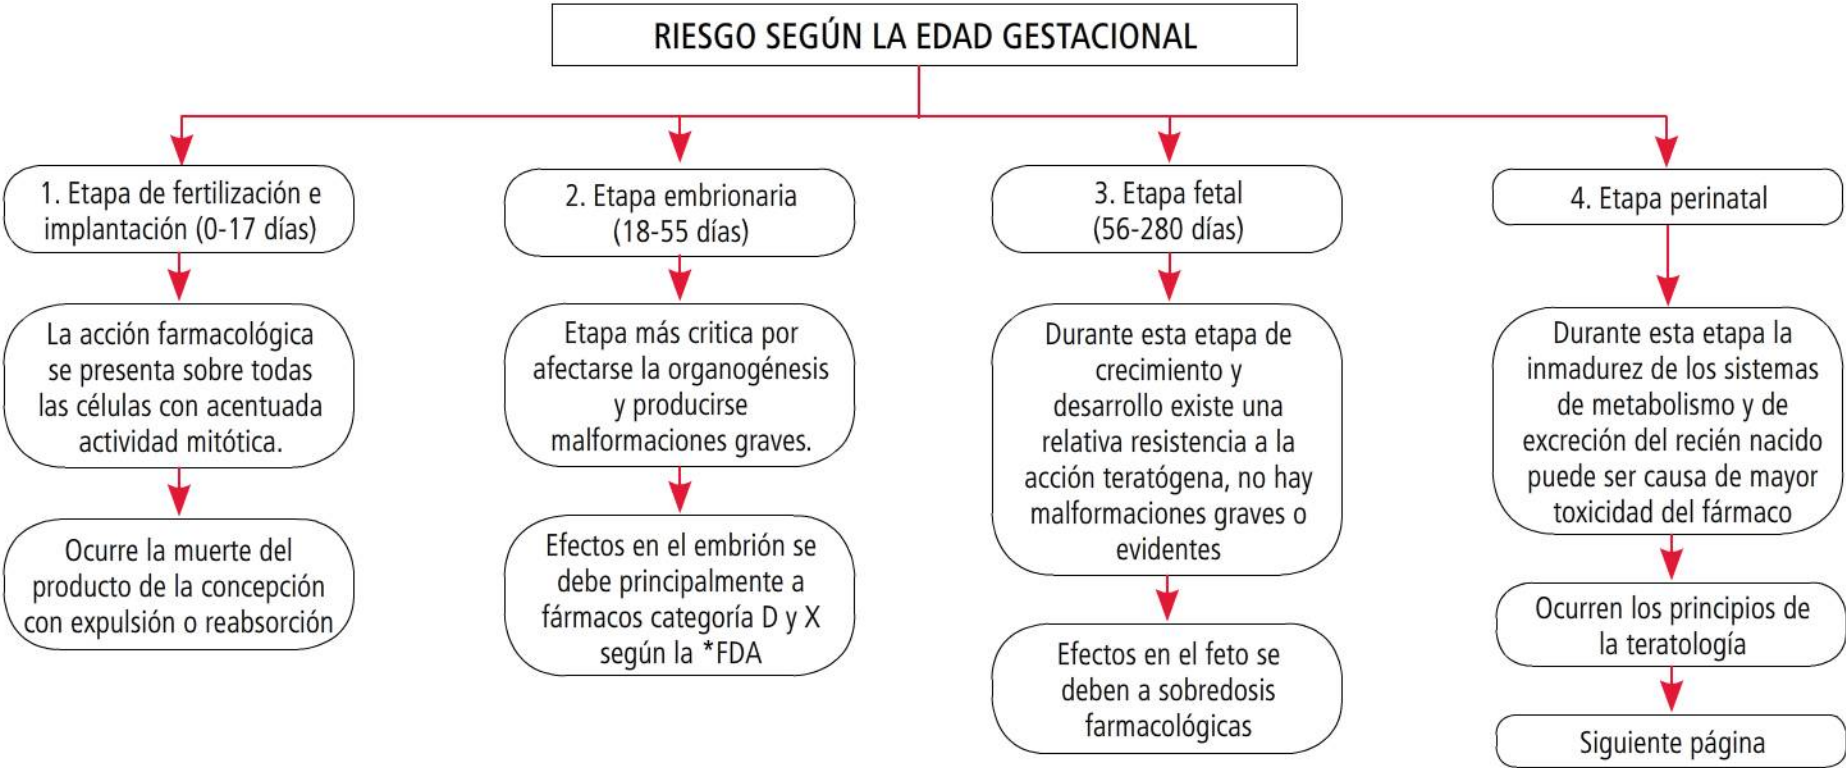 RIESGO SEGÚN LA EDAD GESTACIONAL
1. Etapa de fertilización e
implantación (0-17 días)
La acción farmacológica
se presenta sobre todas
las células con acentuada
actividad mitótica.
Ocurre la muerte del
producto de la concepción
con expulsión o reabsorción
2. Etapa embrionaria
(18-55 días)
Etapa más critica por
afectarse la organogénesis
y producirse
malformaciones graves.
Efectos en el embrión se
debe principalmente a
fármacos categoría D y X
según la *FDA
3. Etapa fetal
(56-280 días)
Durante esta etapa de
crecimiento y
desarrollo existe una
relativa resistencia a la
acción teratógena, no hay
malformaciones graves o
evidentes
Efectos en el feto se
deben a sobredosis
farmacológicas
4. Etapa perinatal
Durante esta etapa la
inmadurez de los sistemas
de metabolismo y de
excreción del recién nacido
puede ser causa de mayor
toxicidad del fármaco
Ocurren los principios de
la teratología
Siguiente página